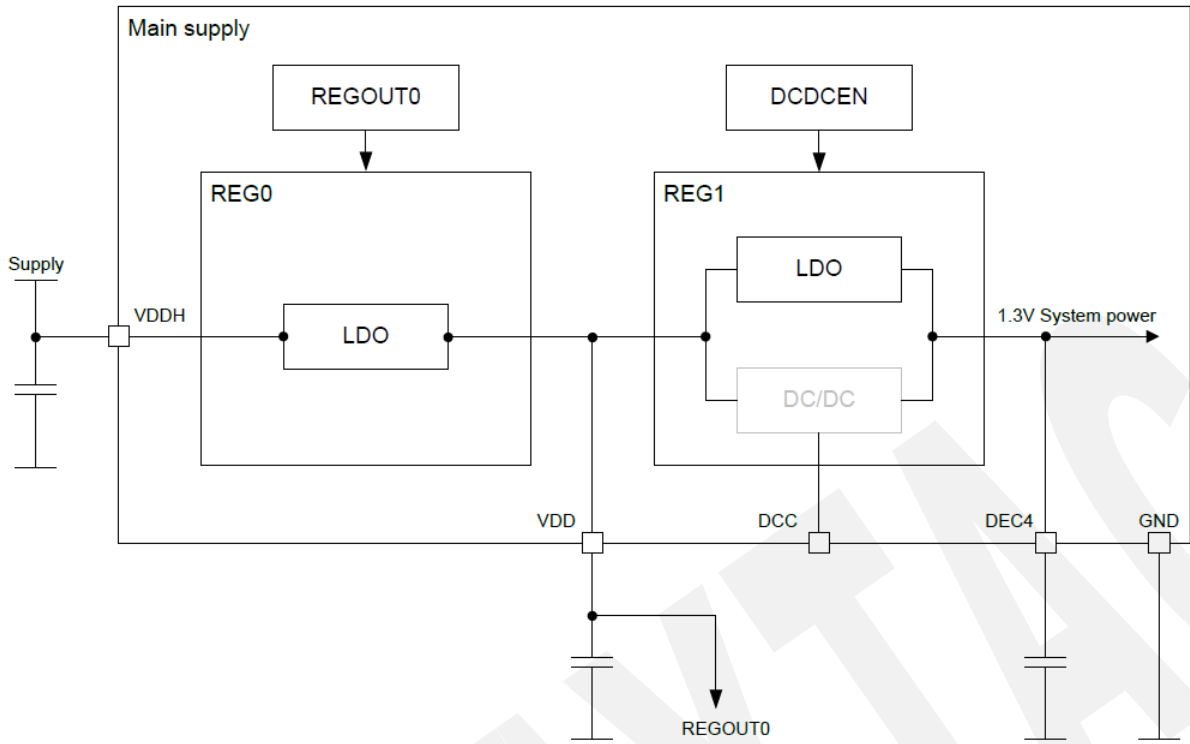 Main supply
REGOUT0
DCDCEN
REG0
REG1
Supply
LDO
VDDH
1.3V System power
LDO
DC/DC
VDD
DCC
DEC4
GND
REGOUT0